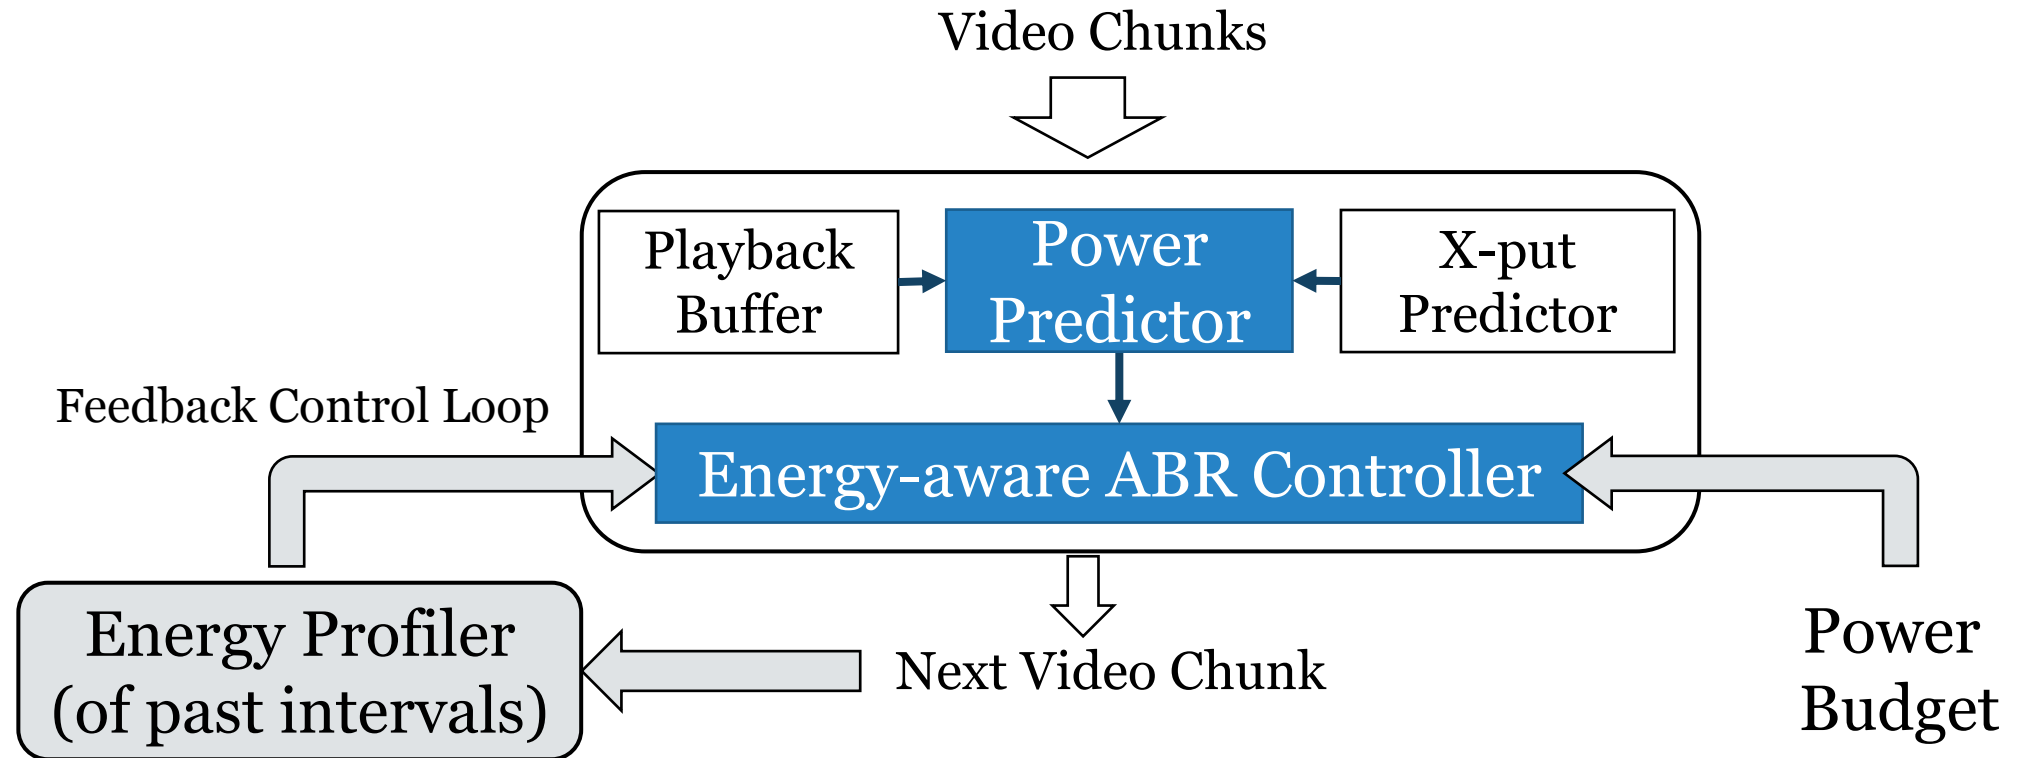 Video Chunks
Playback
Buffer
Power
Predictor
X-put
Predictor
Feedback Control Loop
Energy-aware ABR Controller
Energy Profiler
(of past intervals)
Next Video Chunk
Power
Budget